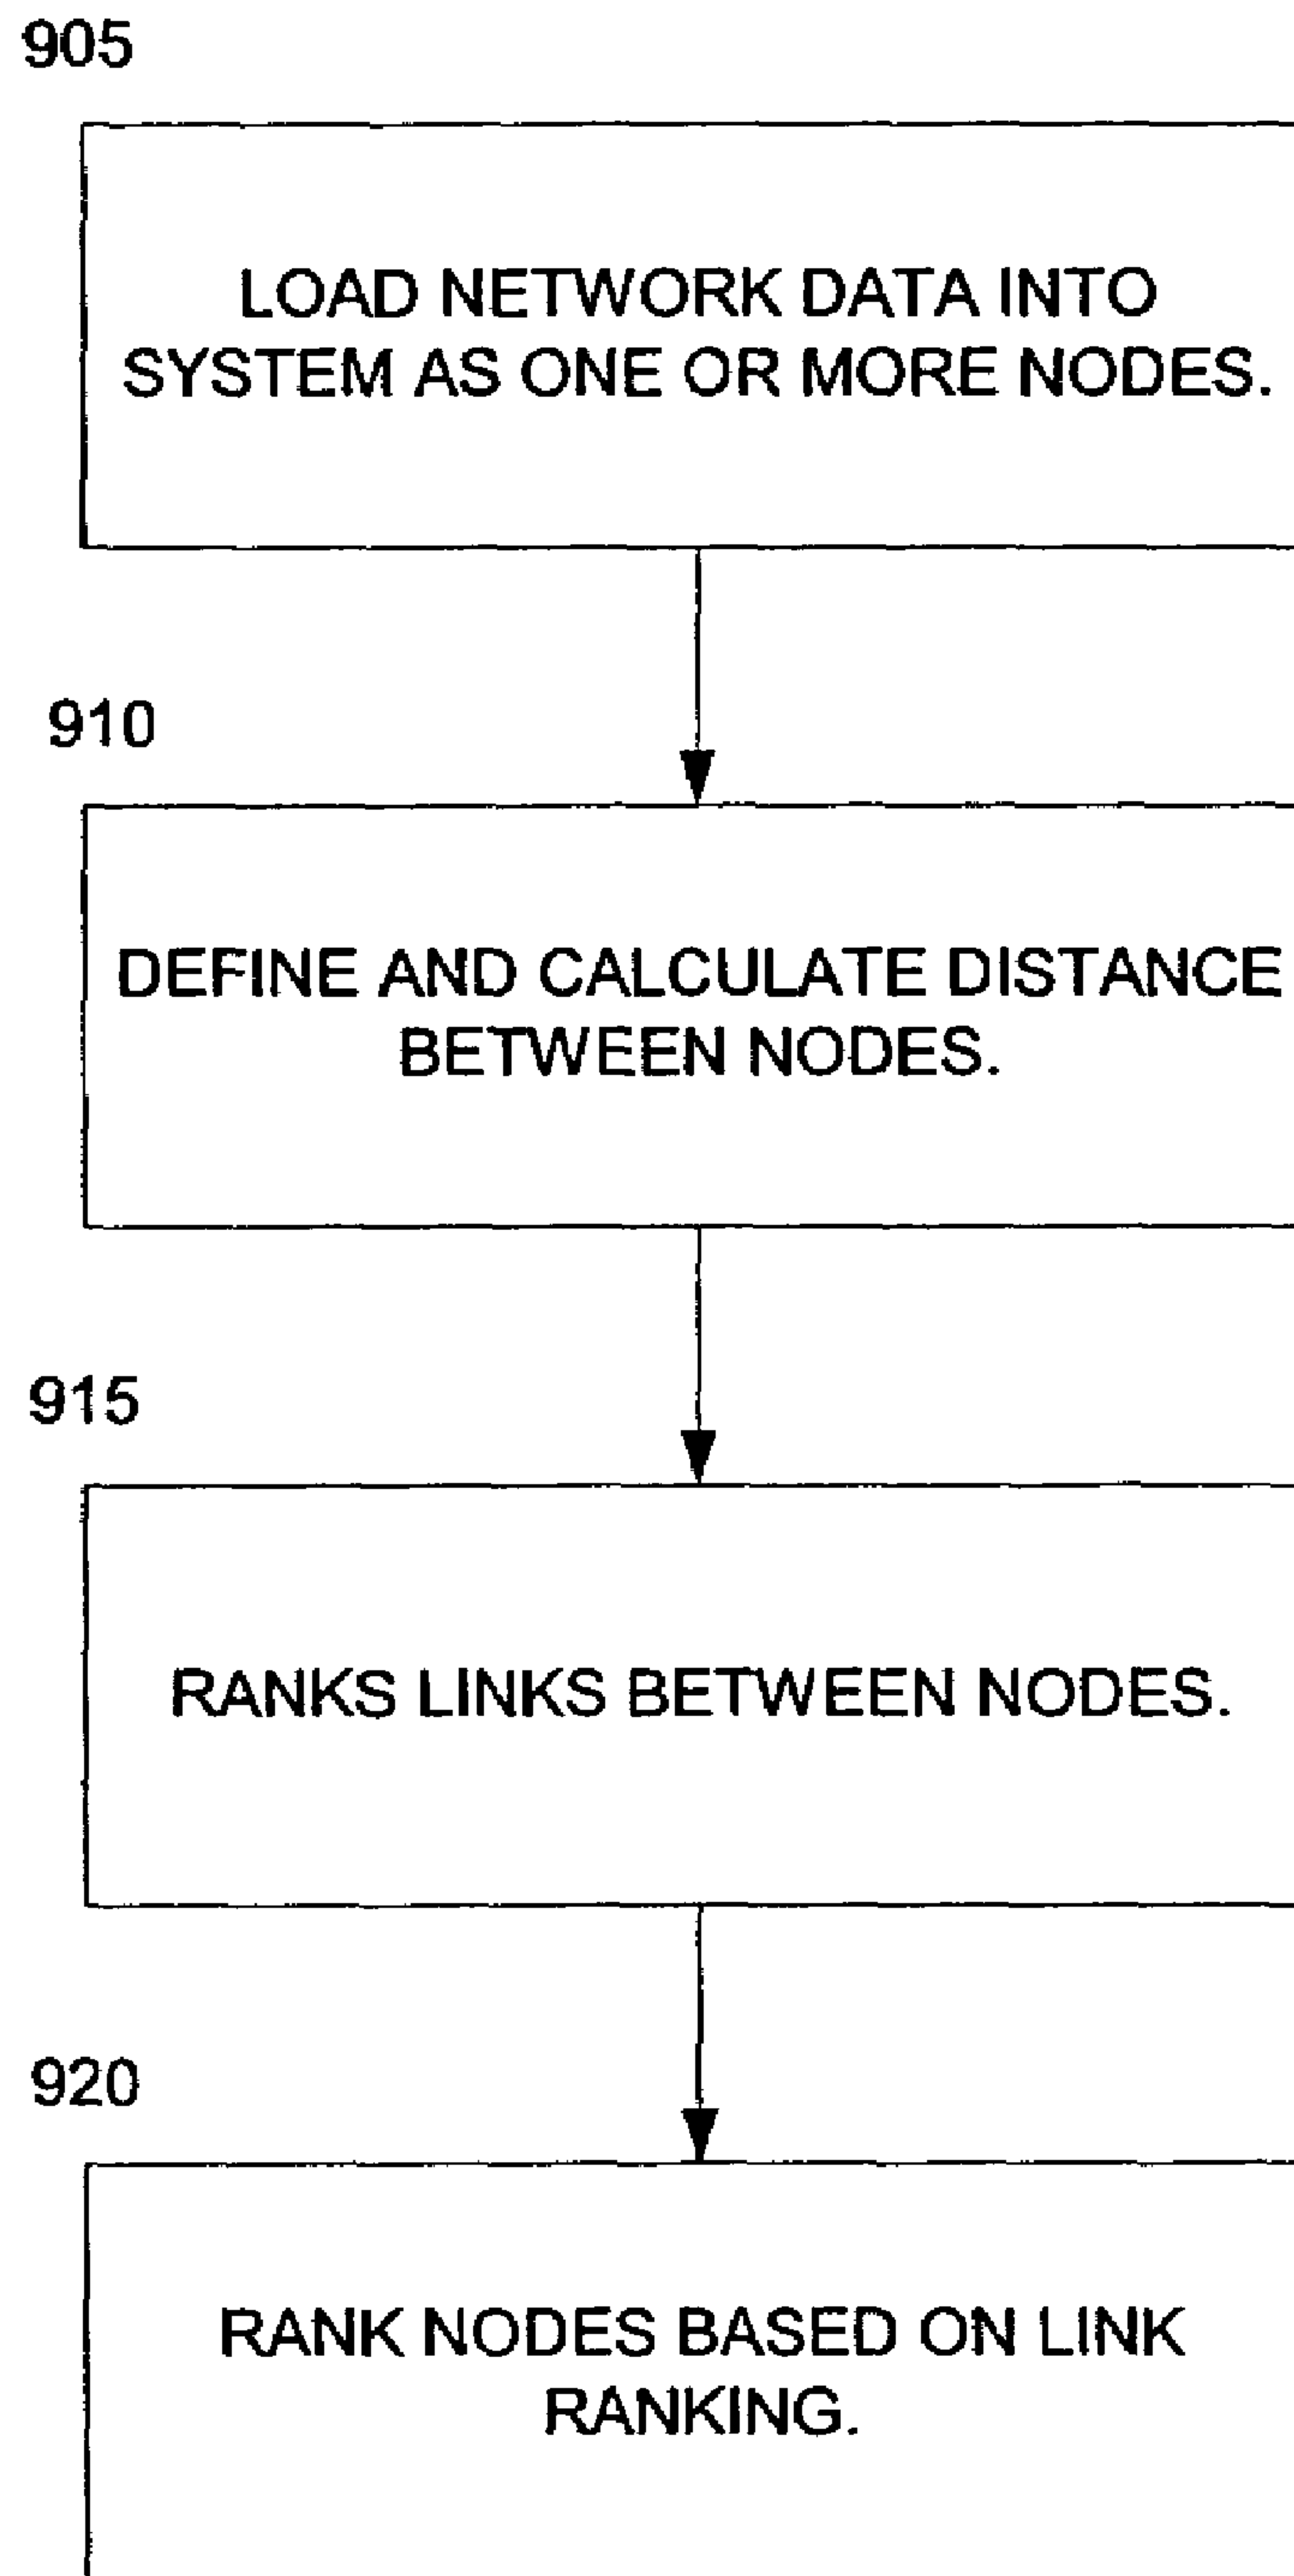 905
LOAD NETWORK DATA INTO
SYSTEM AS ONE OR MORE NODES.
910
DEFINE AND CALCULATE DISTANCE
BETWEEN NODES.
915
RANKS LINKS BETWEEN NODES.
920
RANK NODES BASED ON LINK
RANKING.